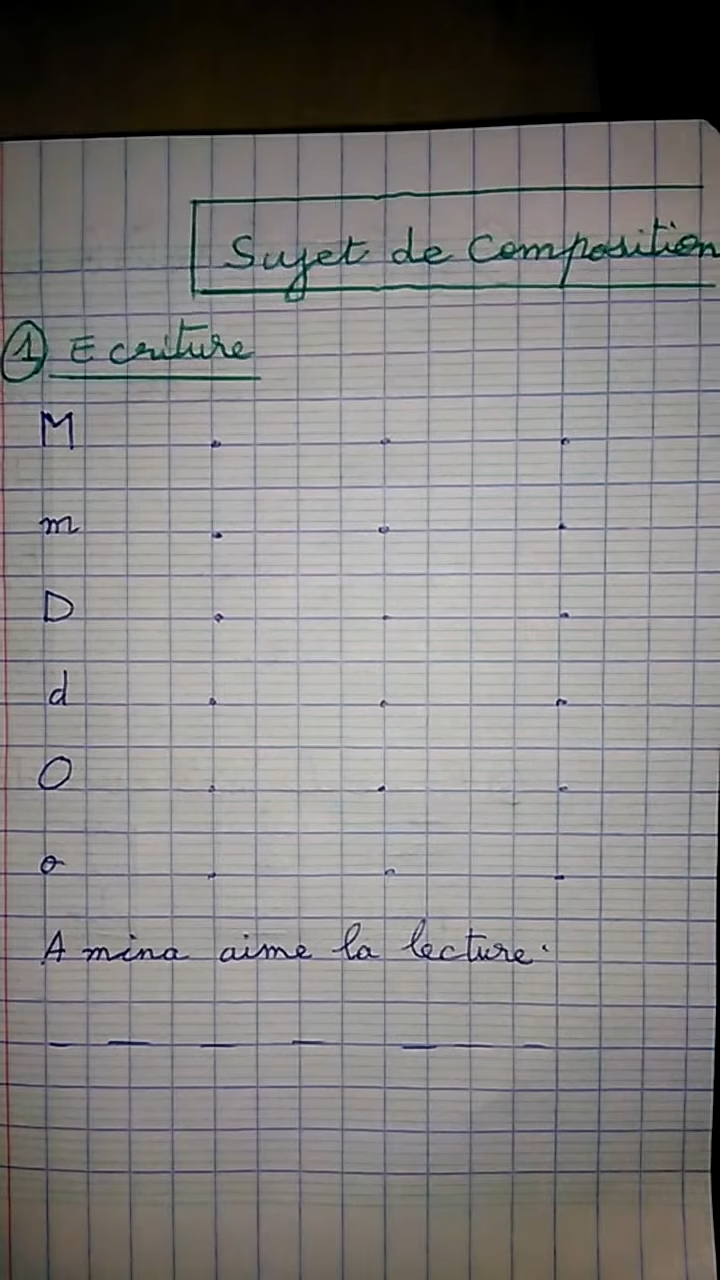 Sujet de Composition
1 Ecriture
M . . .
m . . .
D . . .
d . . .
O . . .
o . . .
Amina aime la lecture.
_ _ _ _ _ _ _